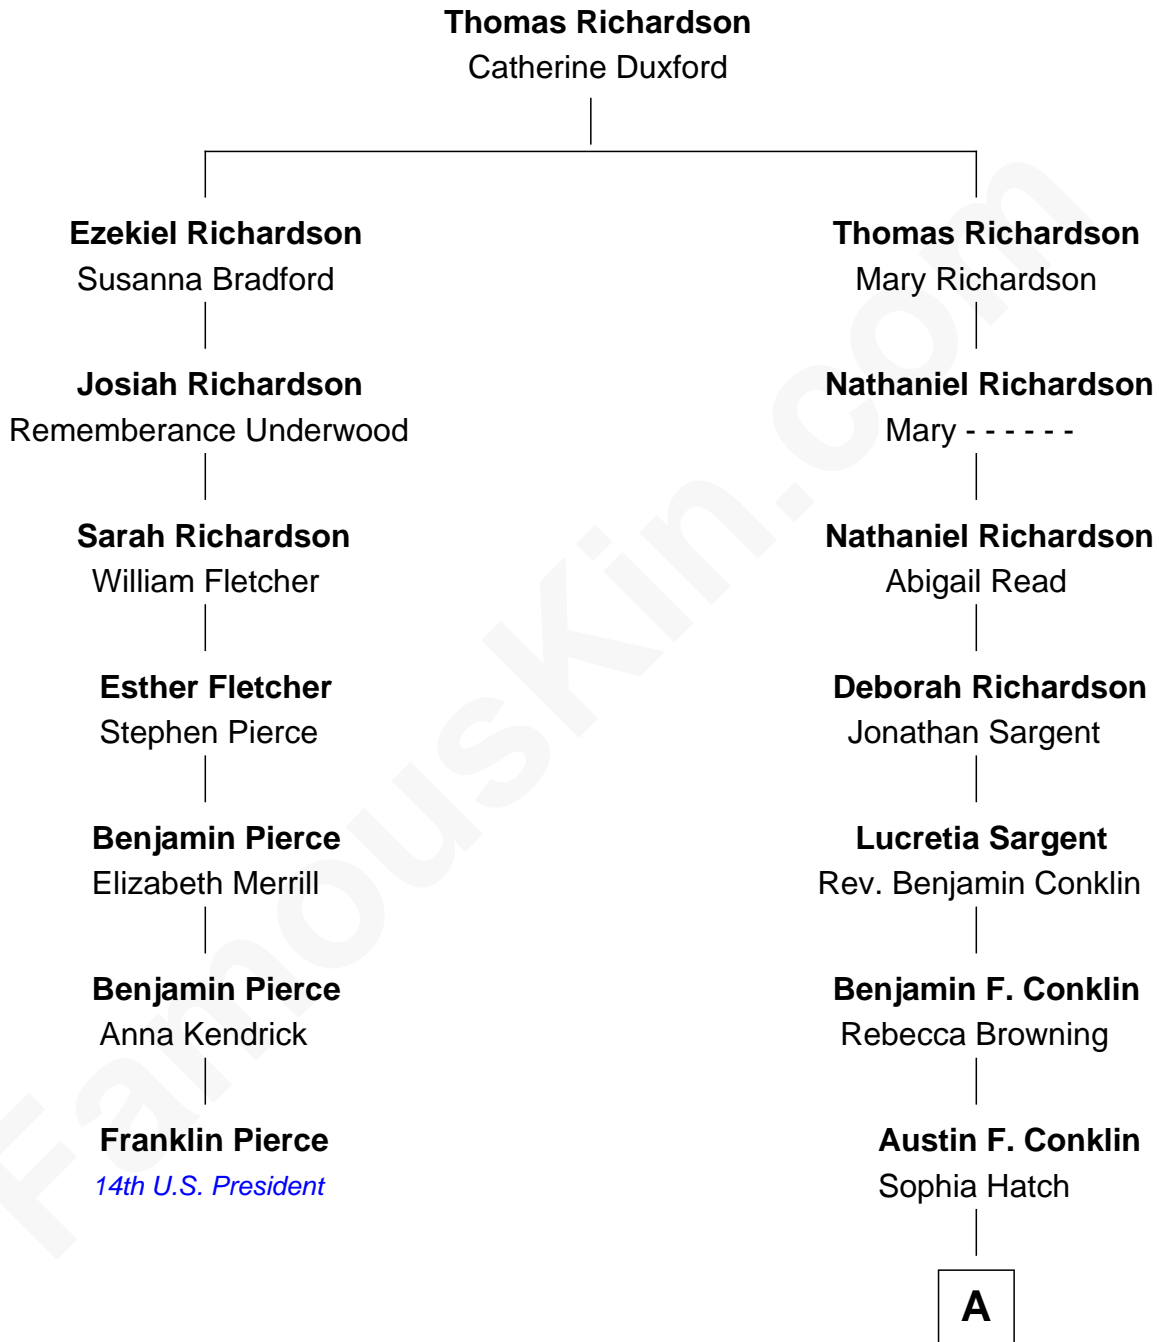 Thomas Richardson
Catherine Duxford
Ezekiel Richardson
Susanna Bradford
Thomas Richardson
Mary Richardson
Josiah Richardson
Rememberance Underwood
Nathaniel Richardson
Mary - - - - - -
Sarah Richardson
William Fletcher
Nathaniel Richardson
Abigail Read
Esther Fletcher
Stephen Pierce
Deborah Richardson
Jonathan Sargent
Benjamin Pierce
Elizabeth Merrill
Lucretia Sargent
Rev. Benjamin Conklin
Benjamin Pierce
Anna Kendrick
Benjamin F. Conklin
Rebecca Browning
Franklin Pierce
14th U.S. President
Austin F. Conklin
Sophia Hatch
A
FamousKin.com